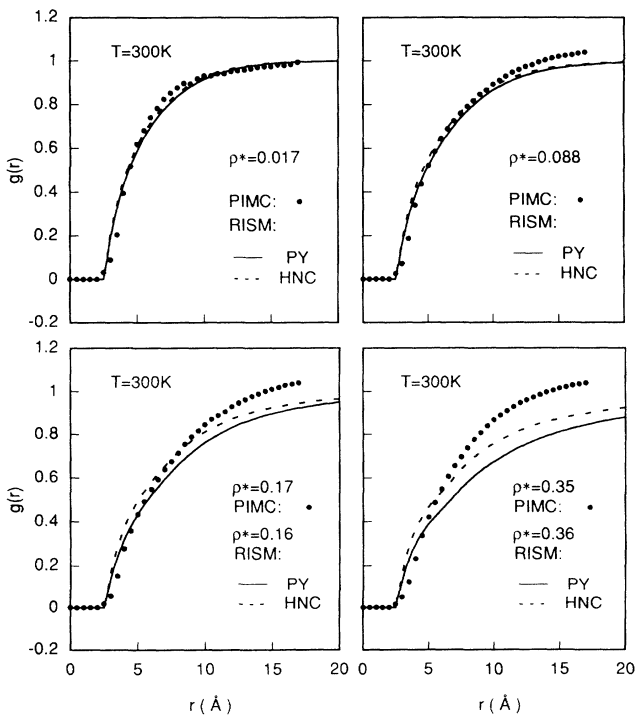 1.2
1
0.8
0.6
0.4
0.2
0
-0.2
g(r)
T=300K
ρ*=0.017
PIMC: •
RISM:
PY
HNC
T=300K
ρ*=0.088
PIMC: •
RISM:
PY
HNC
1.2
1
0.8
0.6
0.4
0.2
0
-0.2
g(r)
T=300K
ρ*=0.17
PIMC: •
ρ*=0.16
RISM:
PY
HNC
0 5 10 15 20
r ( Å )
T=300K
ρ*=0.35
PIMC: •
ρ*=0.36
RISM:
PY
HNC
0 5 10 15 20
r ( Å )